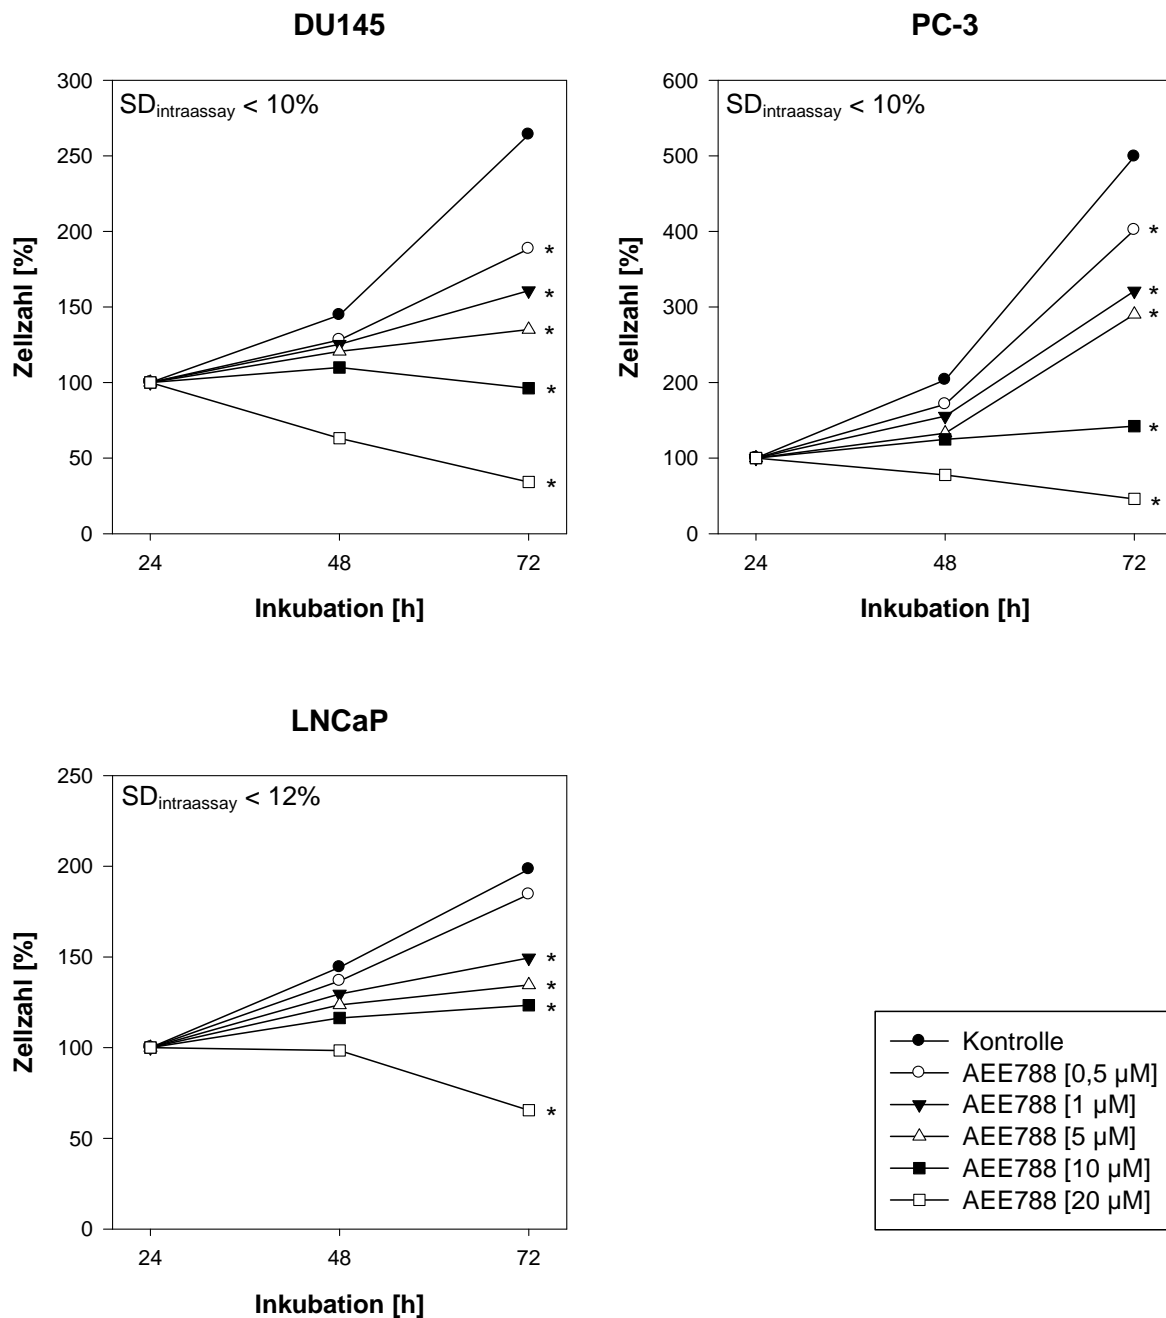 DU145
SDintraassay < 10%
300
250
200
150
100
50
0
Zellzahl [%]
*
*
*
*
*
24
48
72
Inkubation [h]
PC-3
SDintraassay < 10%
600
500
400
300
200
100
0
Zellzahl [%]
*
*
*
*
*
24
48
72
Inkubation [h]
LNCaP
SDintraassay < 12%
250
200
150
100
50
0
Zellzahl [%]
*
*
*
*
24
48
72
Inkubation [h]
Kontrolle
AEE788 [0,5 µM]
AEE788 [1 µM]
AEE788 [5 µM]
AEE788 [10 µM]
AEE788 [20 µM]